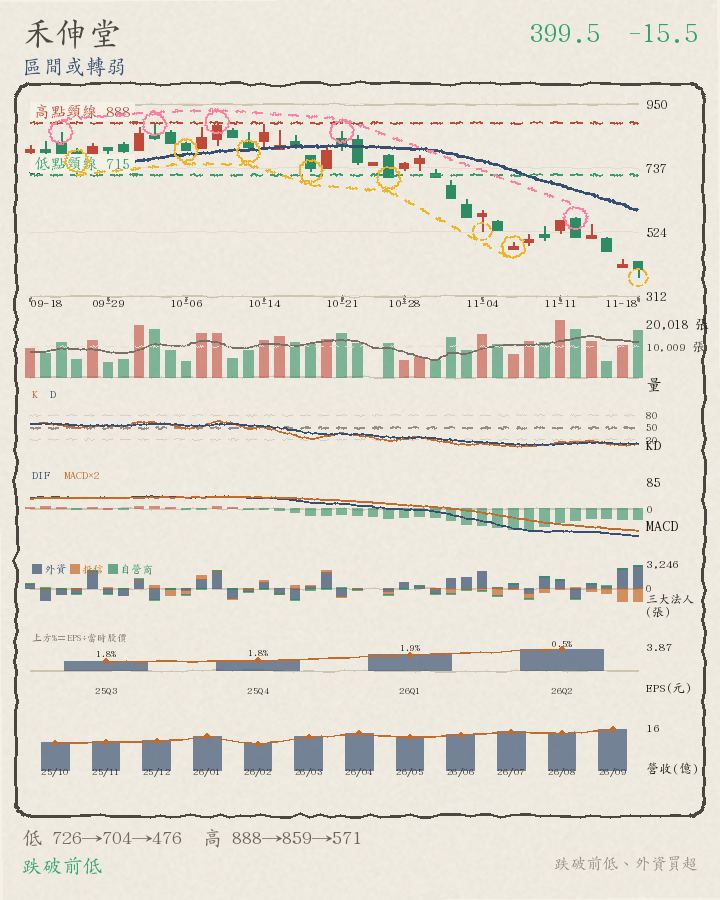 禾伸堂
399.5 -15.5
區間或轉弱
950
高點頸線 888
低點頸線 715
737
524
312
09-18 09-29 10-06 10-14 10-21 10-28 11-04 11-11 11-18
20,018 張
10,009 張
量
K D
80
50
20
KD
DIF MACD×2
85
0
MACD
外資 投信 自營商
3,246
0
三大法人
(張)
上方%=EPS÷當時股價
1.8% 1.8% 1.9% 0.5%
3.87
25Q3 25Q4 26Q1 26Q2
EPS(元)
16
25/10 25/11 25/12 26/01 26/02 26/03 26/04 26/05 26/06 26/07 26/08 26/09
營收(億)
低 726→704→476 高 888→859→571
跌破前低
跌破前低、外資買超